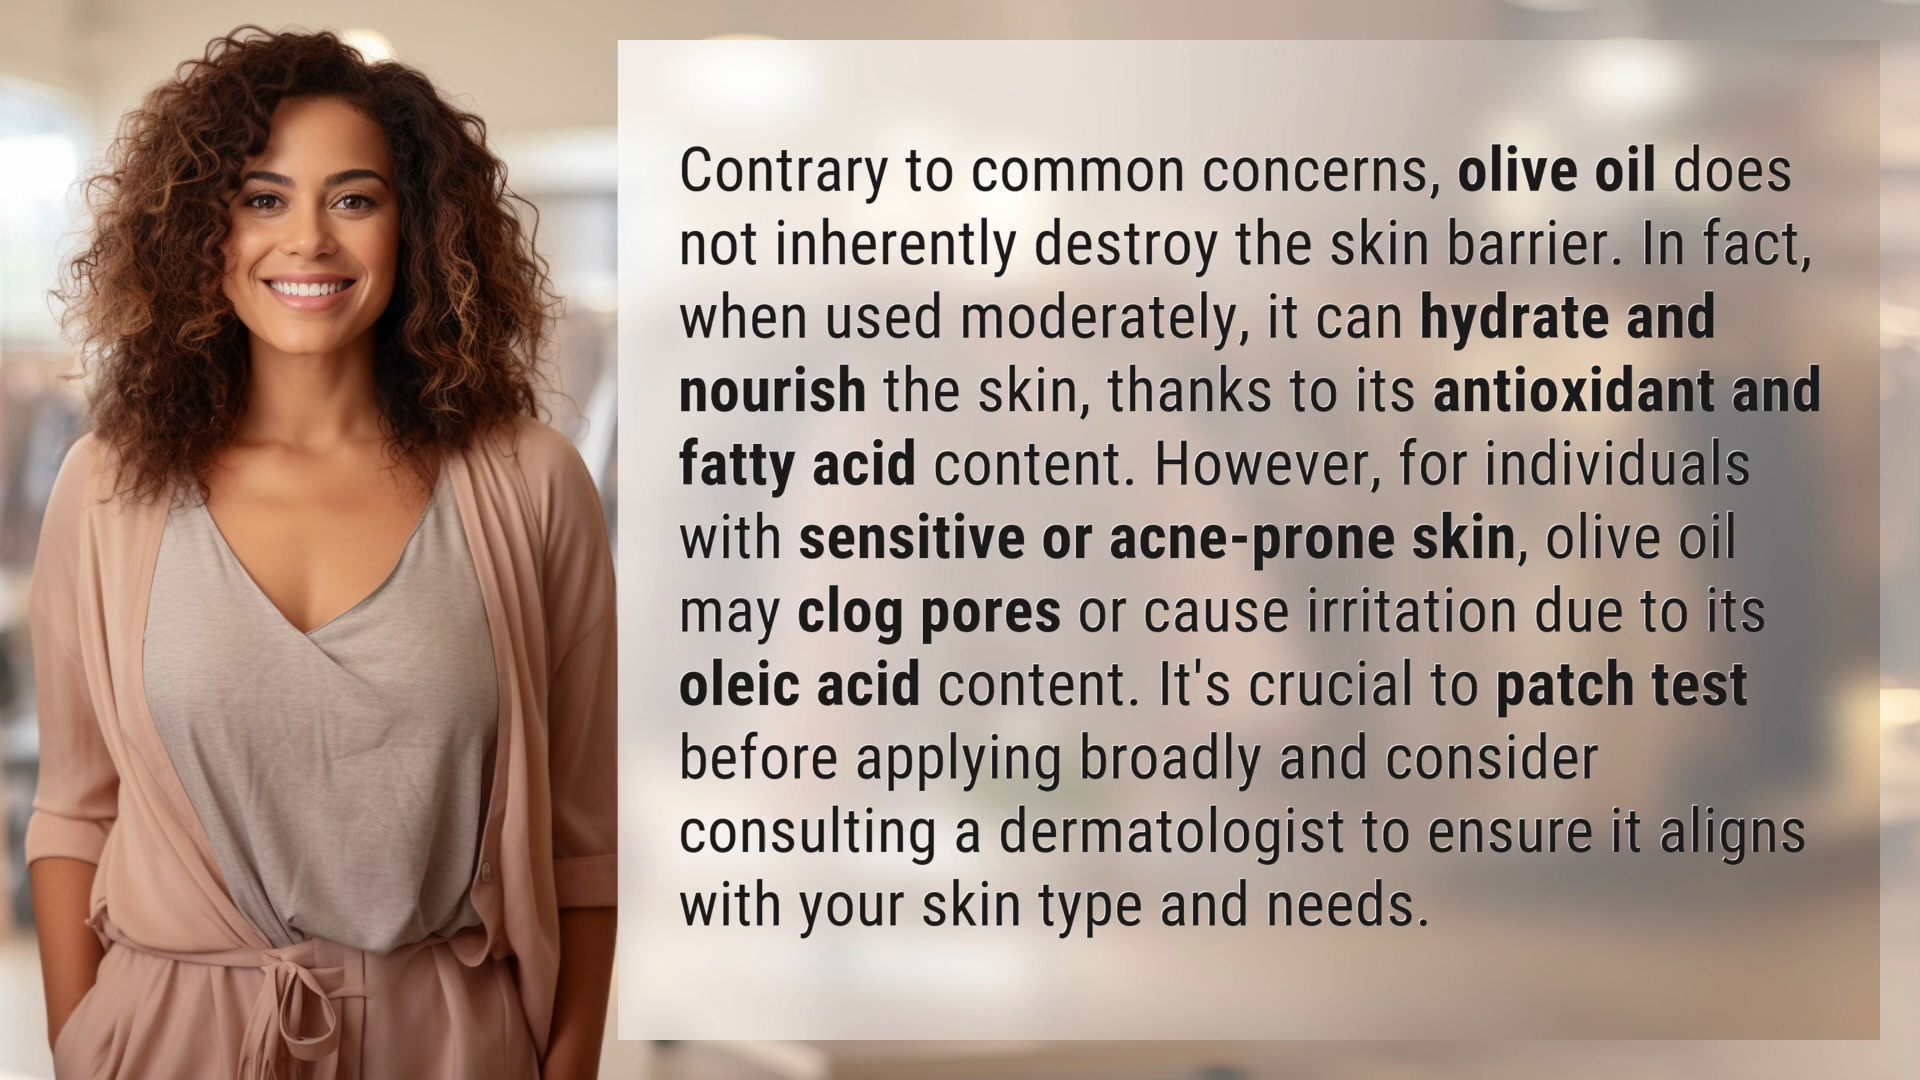 Contrary to common concerns, olive oil does
not inherently destroy the skin barrier. In fact,
when used moderately, it can hydrate and
nourish the skin, thanks to its antioxidant and
fatty acid content. However, for individuals
with sensitive or acne-prone skin, olive oil
may clog pores or cause irritation due to its
oleic acid content. It's crucial to patch test
before applying broadly and consider
consulting a dermatologist to ensure it aligns
with your skin type and needs.